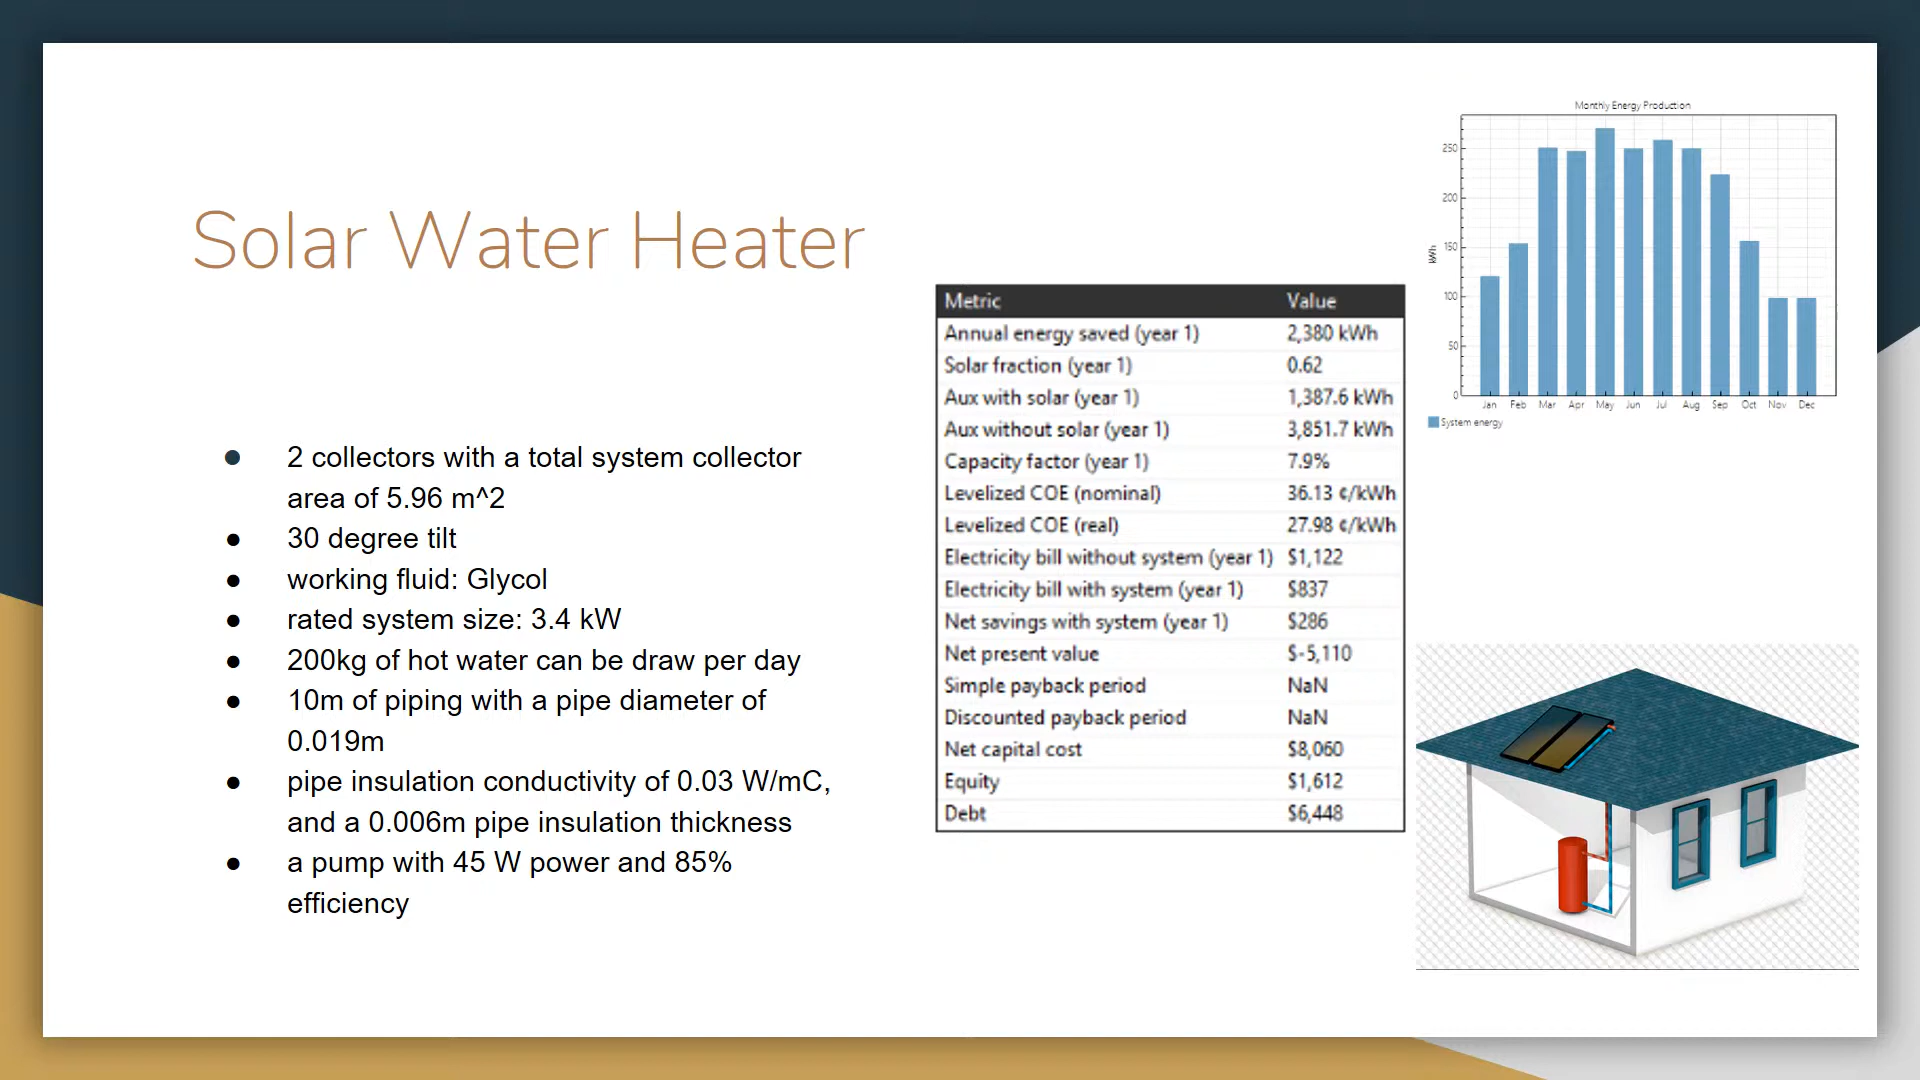 Solar Water Heater
2 collectors with a total system collector
area of 5.96 m^2
30 degree tilt
working fluid: Glycol
rated system size: 3.4 kW
200kg of hot water can be draw per day
10m of piping with a pipe diameter of
0.019m
pipe insulation conductivity of 0.03 W/mC,
and a 0.006m pipe insulation thickness
a pump with 45 W power and 85%
efficiency
Metric Value
Annual energy saved (year 1) 2,380 kWh
Solar fraction (year 1) 0.62
Aux with solar (year 1) 1,387.6 kWh
Aux without solar (year 1) 3,851.7 kWh
Capacity factor (year 1) 7.9%
Levelized COE (nominal) 36.13 ¢/kWh
Levelized COE (real) 27.98 ¢/kWh
Electricity bill without system (year 1) $1,122
Electricity bill with system (year 1) $837
Net savings with system (year 1) $286
Net present value $-5,110
Simple payback period NaN
Discounted payback period NaN
Net capital cost $8,060
Equity $1,612
Debt $6,448
Monthly Energy Production
250
200
150
100
50
0
kWh
Jan Feb Mar Apr May Jun Jul Aug Sep Oct Nov Dec
System energy